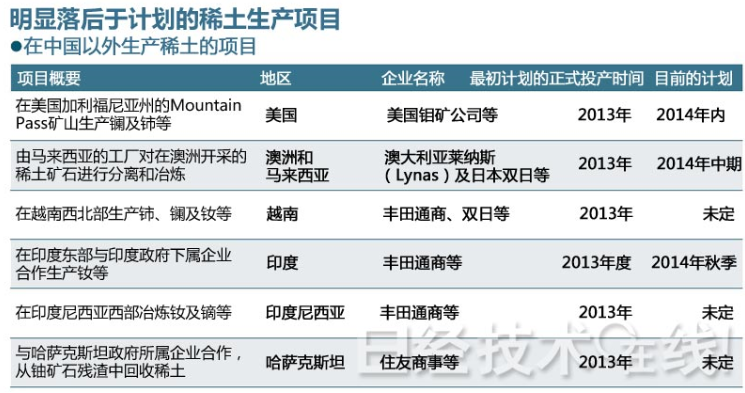 明显落后于计划的稀土生产项目
●在中国以外生产稀土的项目
项目概要 地区 企业名称 最初计划的正式投产时间 目前的计划
在美国加利福尼亚州的Mountain
Pass矿山生产镧及铈等 美国 美国钼矿公司等 2013年 2014年内
由马来西亚的工厂对在澳洲开采的
稀土矿石进行分离和冶炼 澳洲和
马来西亚 澳大利亚莱纳斯
（Lynas）及日本双日等 2013年 2014年中期
在越南西北部生产铈、镧及钕等 越南 丰田通商、双日等 2013年 未定
在印度东部与印度政府下属企业
合作生产钕等 印度 丰田通商等 2013年度 2014年秋季
在印度尼西亚西部冶炼钕及镝等 印度尼西亚 丰田通商等 2013年 未定
与哈萨克斯坦政府所属企业合作，
从铀矿石残渣中回收稀土 哈萨克斯坦 住友商事等 2013年 未定
日经技术在线!